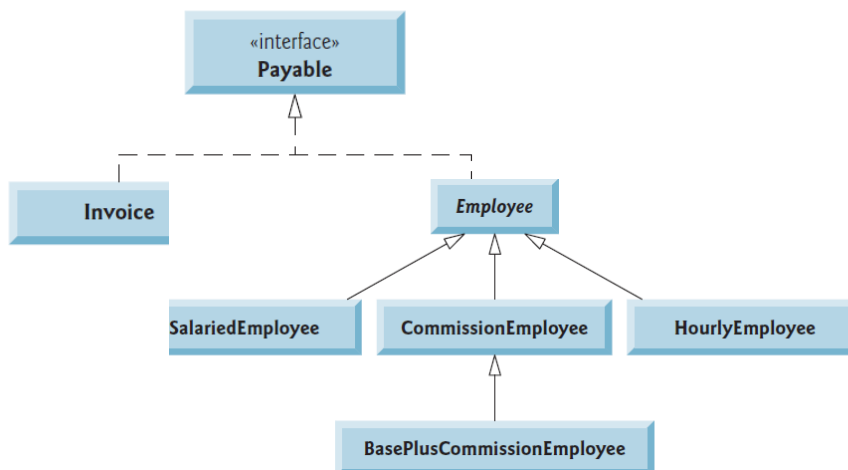 «interface»
Payable
Invoice
Employee
SalariedEmployee
CommissionEmployee
HourlyEmployee
BasePlusCommissionEmployee